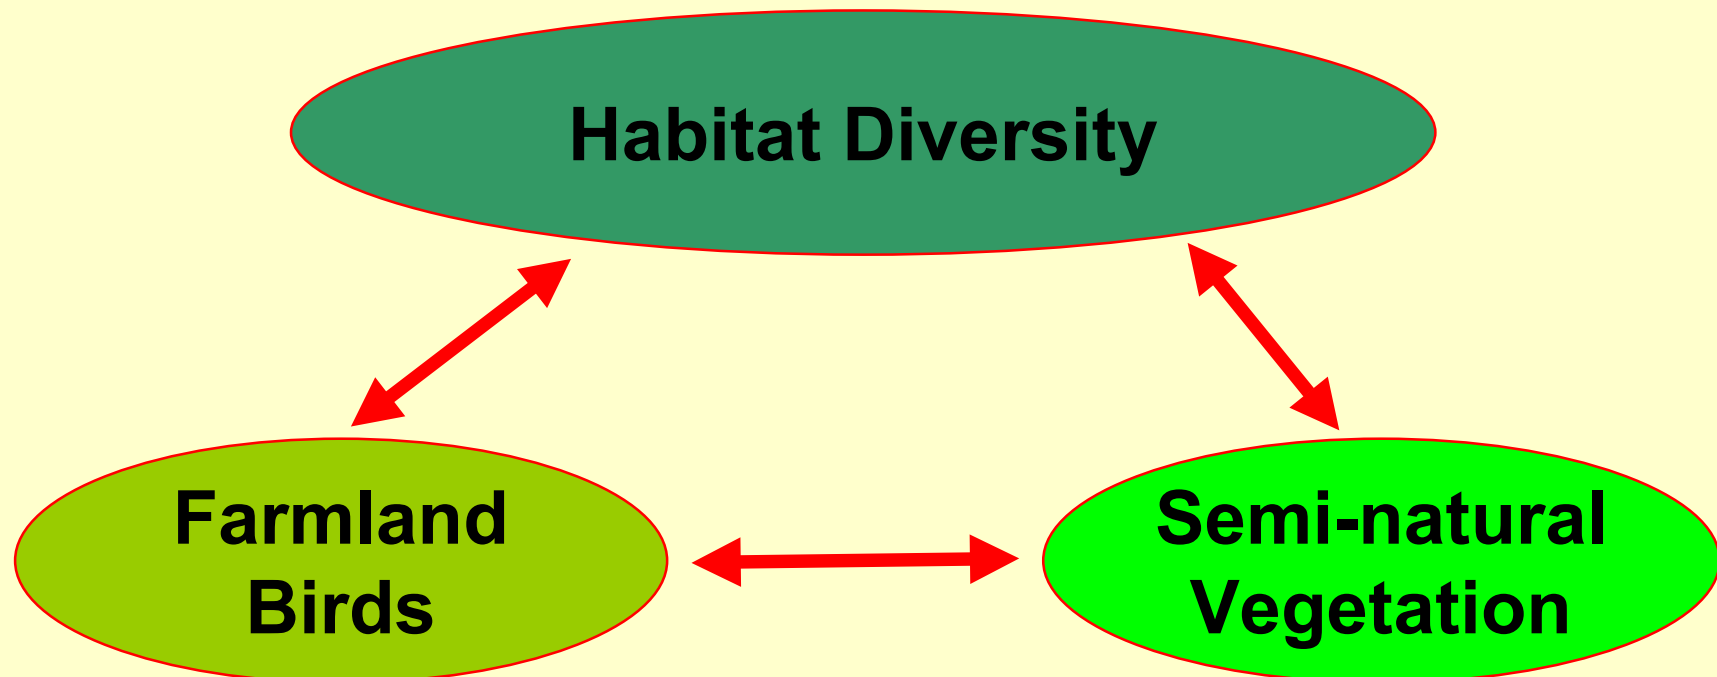 Habitat Diversity
Farmland
Birds
Semi-natural
Vegetation